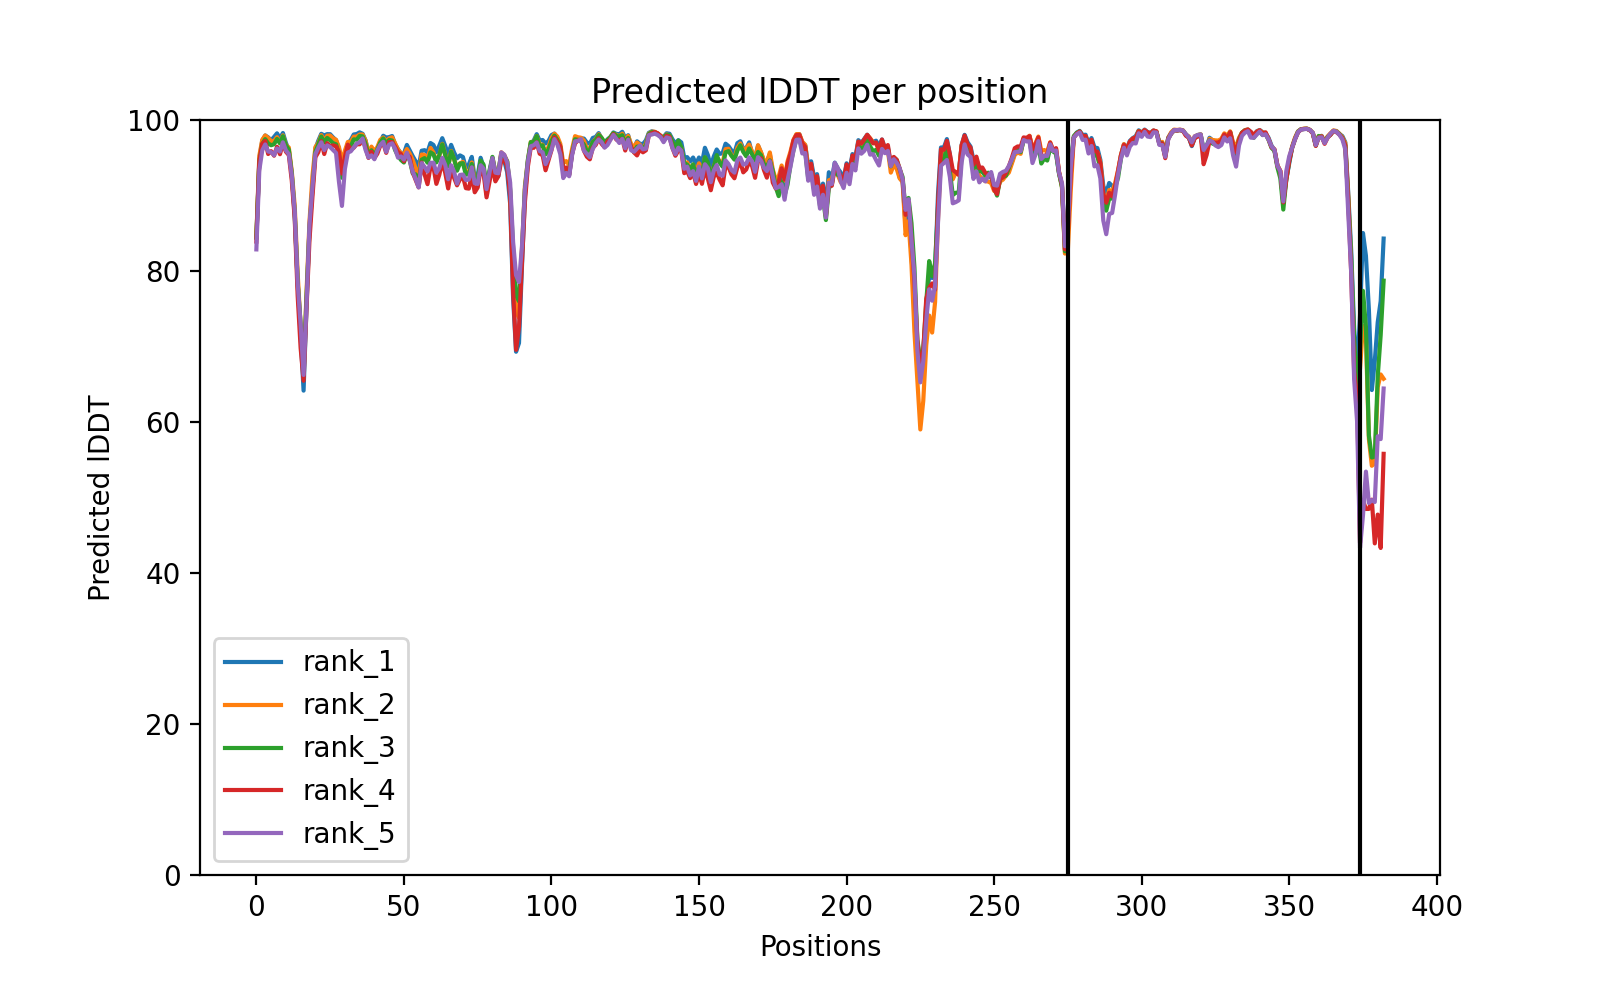 Predicted lDDT per position
100
80
60
40
20
0
Predicted lDDT
rank_1
rank_2
rank_3
rank_4
rank_5
0 50 100 150 200 250 300 350 400
Positions